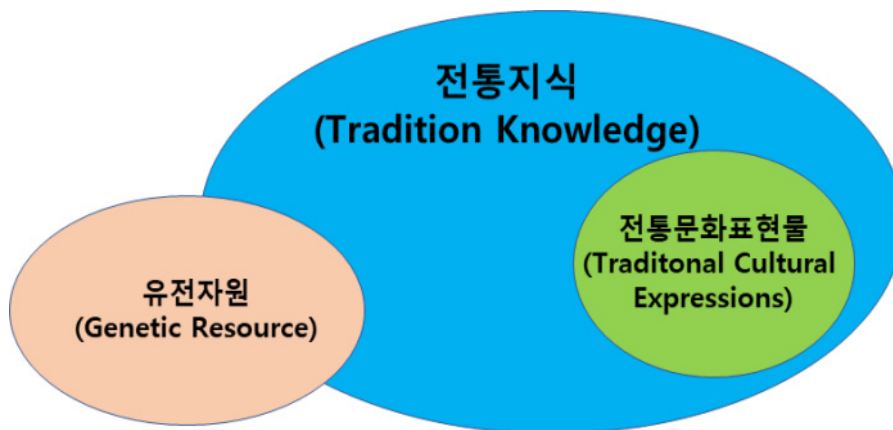 전통지식
(Tradition Knowledge)
전통문화표현물
(Traditonal Cultural
Expressions)
유전자원
(Genetic Resource)